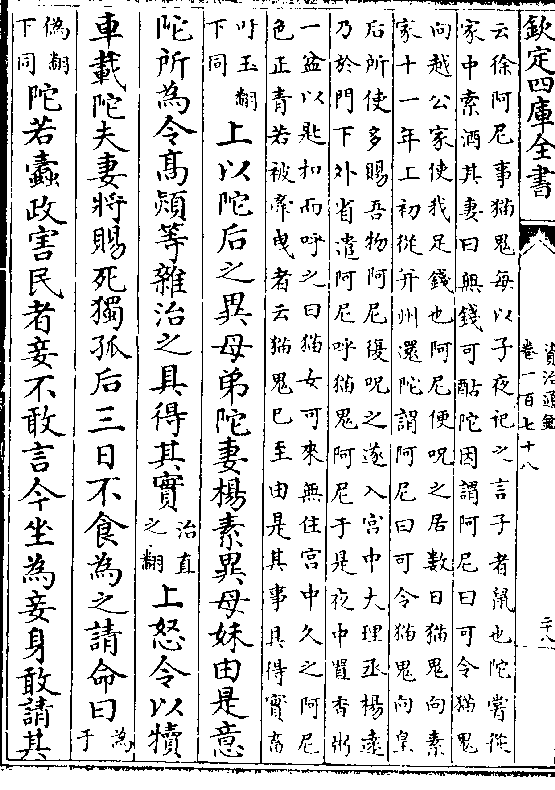 欽定四庫全書
資治通鑑
卷一百七十八
云徐阿尼事猫鬼每以子夜祀之言子者䑕也陀嘗從
家中索酒其妻曰無錢可酤陀因謂阿尼曰可令猫鬼
向越公家使我足錢也阿尼便呪之居數日猫鬼向素
家十一年上初從并州還陀謂阿尼曰可令猫鬼向皇
后所使多賜吾物阿尼復呪之遂入宫中大理丞楊逺
乃於門下外省遣阿尼呼猫鬼阿尼于是夜中置香粥
一盆以匙扣而呼之曰猫女可來無住宫中久之阿尼
色正青若被牽曳者云猫鬼已至由是其事具得實畜
吁玉翻下同上以陀后之異母弟陀妻楊素異母妹由是意
陀所為令髙熲等雜治之具得其實治直之翻上怒令以犢
車載陀夫妻將賜死獨孤后三日不食為之請命曰為于
偽翻下同陀若蠱政害民者妾不敢言今坐為妾身敢請其